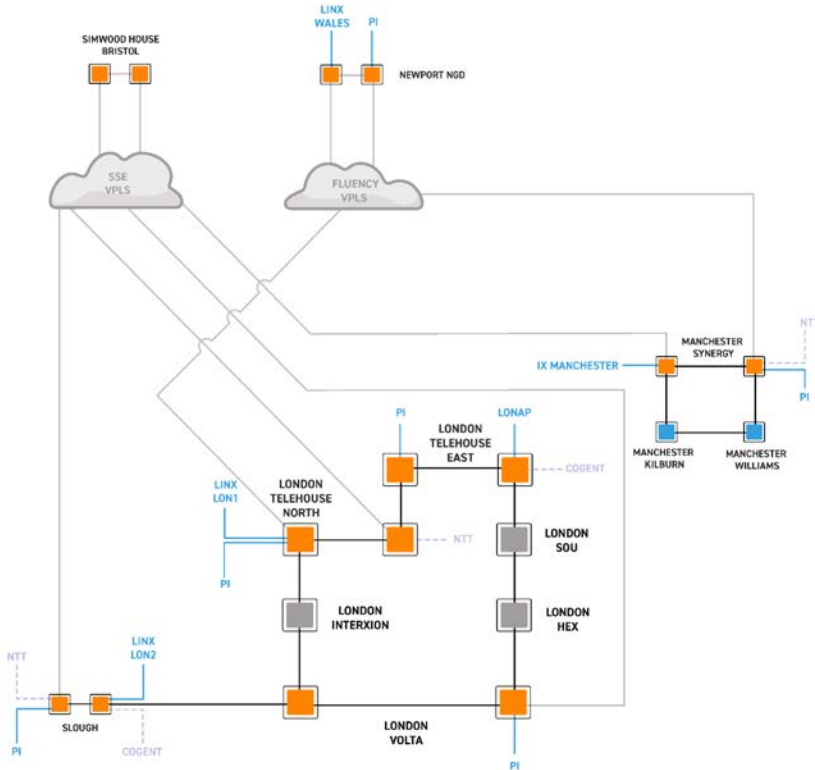 LINX
WALES
PI
SIMWOOD HOUSE
BRISTOL
NEWPORT NGD
SSE
VPLS
FLUENCY
VPLS
NT
MANCHESTER
SYNERGY
IX MANCHESTER
PI
MANCHESTER
KILBURN
MANCHESTER
WILLIAMS
PI
LONDON
TELEHOUSE
EAST
LONAP
COGENT
LINX
LON1
LONDON
TELEHOUSE
NORTH
NTT
LONDON
SOU
PI
LONDON
INTERXION
LONDON
HEX
LINX
LON2
NTT
SLOUGH
LONDON
VOLTA
PI
COGENT
PI